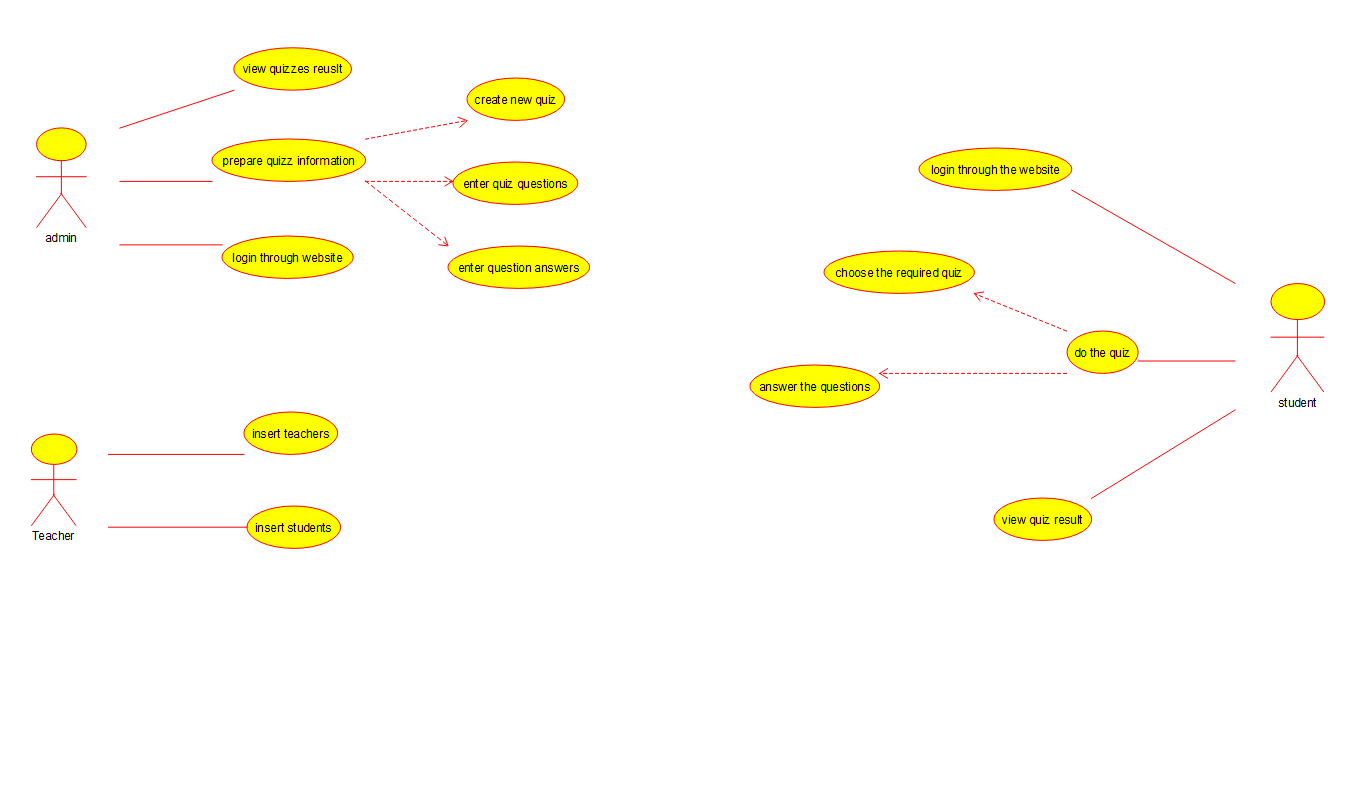 view quizzes reuslt
create new quiz
prepare quizz information
enter quiz questions
admin
login through website
enter question answers
login through the website
choose the required quiz
do the quiz
answer the questions
student
insert teachers
Teacher
insert students
view quiz result